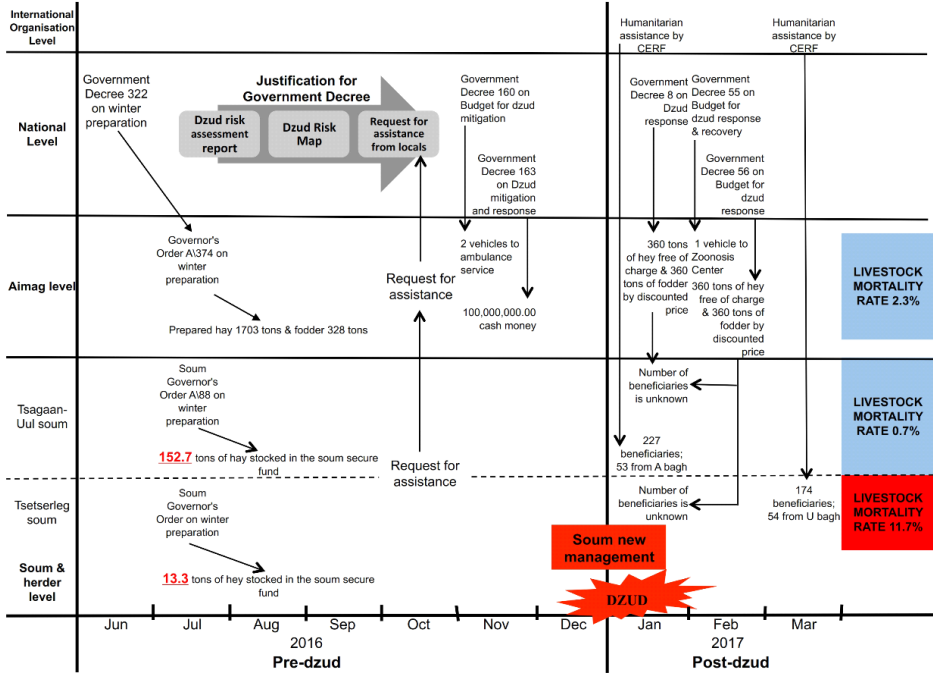 International
Organisation
Level
Humanitarian
assistance by
CERF
Humanitarian
assistance by
CERF
National
Level
Government
Decree 322
on winter
preparation
Justification for
Government Decree
Dzud risk
assessment
report
Dzud Risk
Map
Request for
assistance
from locals
Government
Decree 160 on
Budget for dzud
mitigation
Government
Decree 163
on Dzud
mitigation
and response
Government
Decree 8 on
Dzud
response
Government
Decree 55 on
Budget for
dzud response
& recovery
Government
Decree 56 on
Budget for
dzud
response
Aimag level
Governor's
Order A\374 on
winter
preparation
Prepared hay 1703 tons & fodder 328 tons
Request for
assistance
2 vehicles to
ambulance
service
100,000,000.00
cash money
360 tons
of hey free of
charge & 360
tons of fodder
by discounted
price
1 vehicle to
Zoonosis
Center
360 tons of hey
free of charge
& 360 tons of
fodder by
discounted
price
LIVESTOCK
MORTALITY
RATE 2.3%
Tsagaan-
Uul soum
Soum
Governor's
Order A\88 on
winter
preparation
152.7 tons of hay stocked in the soum secure
fund
Request for
assistance
Number of
beneficiaries
is unknown
227
beneficiaries;
53 from A bagh
LIVESTOCK
MORTALITY
RATE 0.7%
Tsetserleg
soum
Soum
Governor's
Order on winter
preparation
13.3 tons of hey stocked in the soum secure
fund
Number of
beneficiaries is
unknown
174
beneficiaries;
54 from U bagh
LIVESTOCK
MORTALITY
RATE 11.7%
Soum &
herder
level
Soum new
management
DZUD
Jun Jul Aug Sep Oct Nov Dec Jan Feb Mar
2016 2017
Pre-dzud Post-dzud